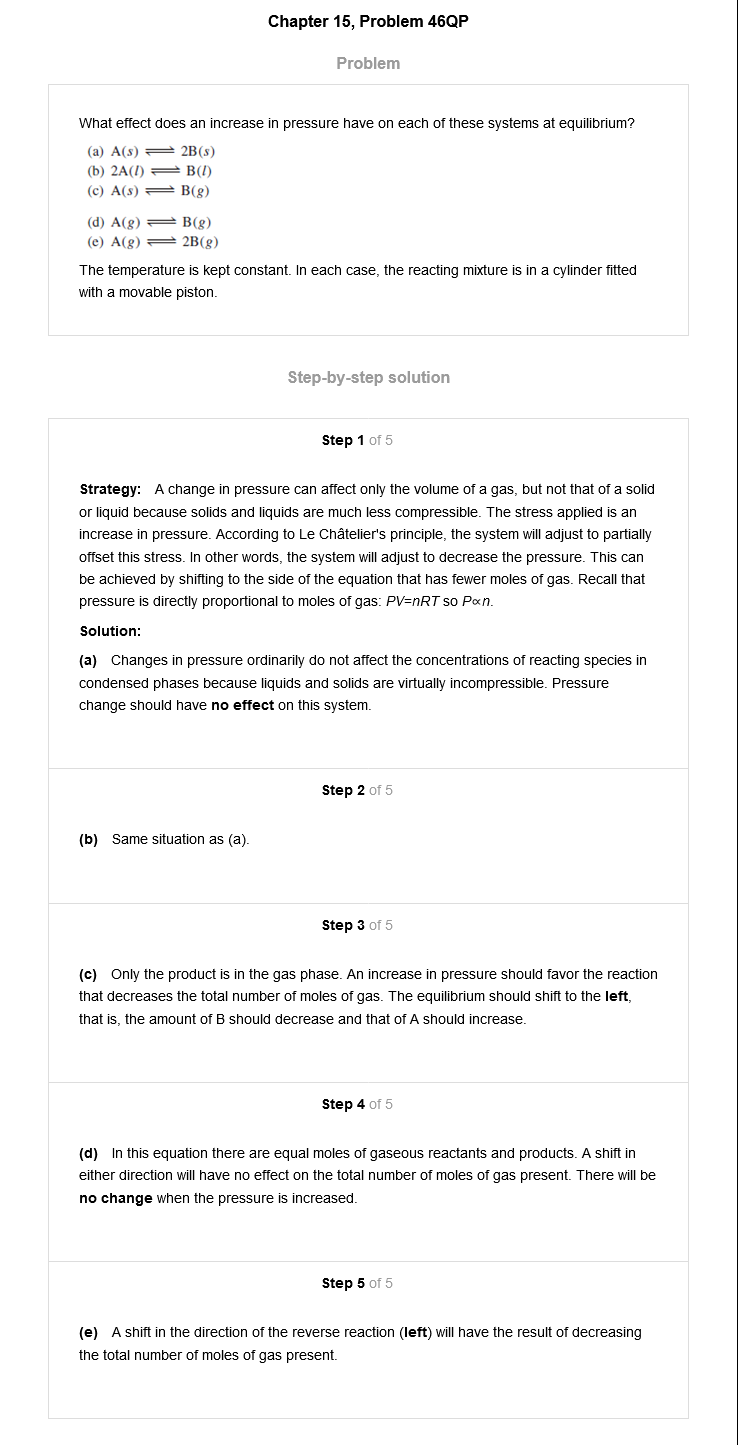 Chapter 15, Problem 46QP
Problem
What effect does an increase in pressure have on each of these systems at equilibrium?
(a) A(s) ⇌ 2B(s)
(b) 2A(l) ⇌ B(l)
(c) A(s) ⇌ B(g)
(d) A(g) ⇌ B(g)
(e) A(g) ⇌ 2B(g)
The temperature is kept constant. In each case, the reacting mixture is in a cylinder fitted
with a movable piston.
Step-by-step solution
Step 1 of 5
Strategy: A change in pressure can affect only the volume of a gas, but not that of a solid
or liquid because solids and liquids are much less compressible. The stress applied is an
increase in pressure. According to Le Châtelier's principle, the system will adjust to partially
offset this stress. In other words, the system will adjust to decrease the pressure. This can
be achieved by shifting to the side of the equation that has fewer moles of gas. Recall that
pressure is directly proportional to moles of gas: PV=nRT so P∝n.
Solution:
(a) Changes in pressure ordinarily do not affect the concentrations of reacting species in
condensed phases because liquids and solids are virtually incompressible. Pressure
change should have no effect on this system.
Step 2 of 5
(b) Same situation as (a).
Step 3 of 5
(c) Only the product is in the gas phase. An increase in pressure should favor the reaction
that decreases the total number of moles of gas. The equilibrium should shift to the left,
that is, the amount of B should decrease and that of A should increase.
Step 4 of 5
(d) In this equation there are equal moles of gaseous reactants and products. A shift in
either direction will have no effect on the total number of moles of gas present. There will be
no change when the pressure is increased.
Step 5 of 5
(e) A shift in the direction of the reverse reaction (left) will have the result of decreasing
the total number of moles of gas present.